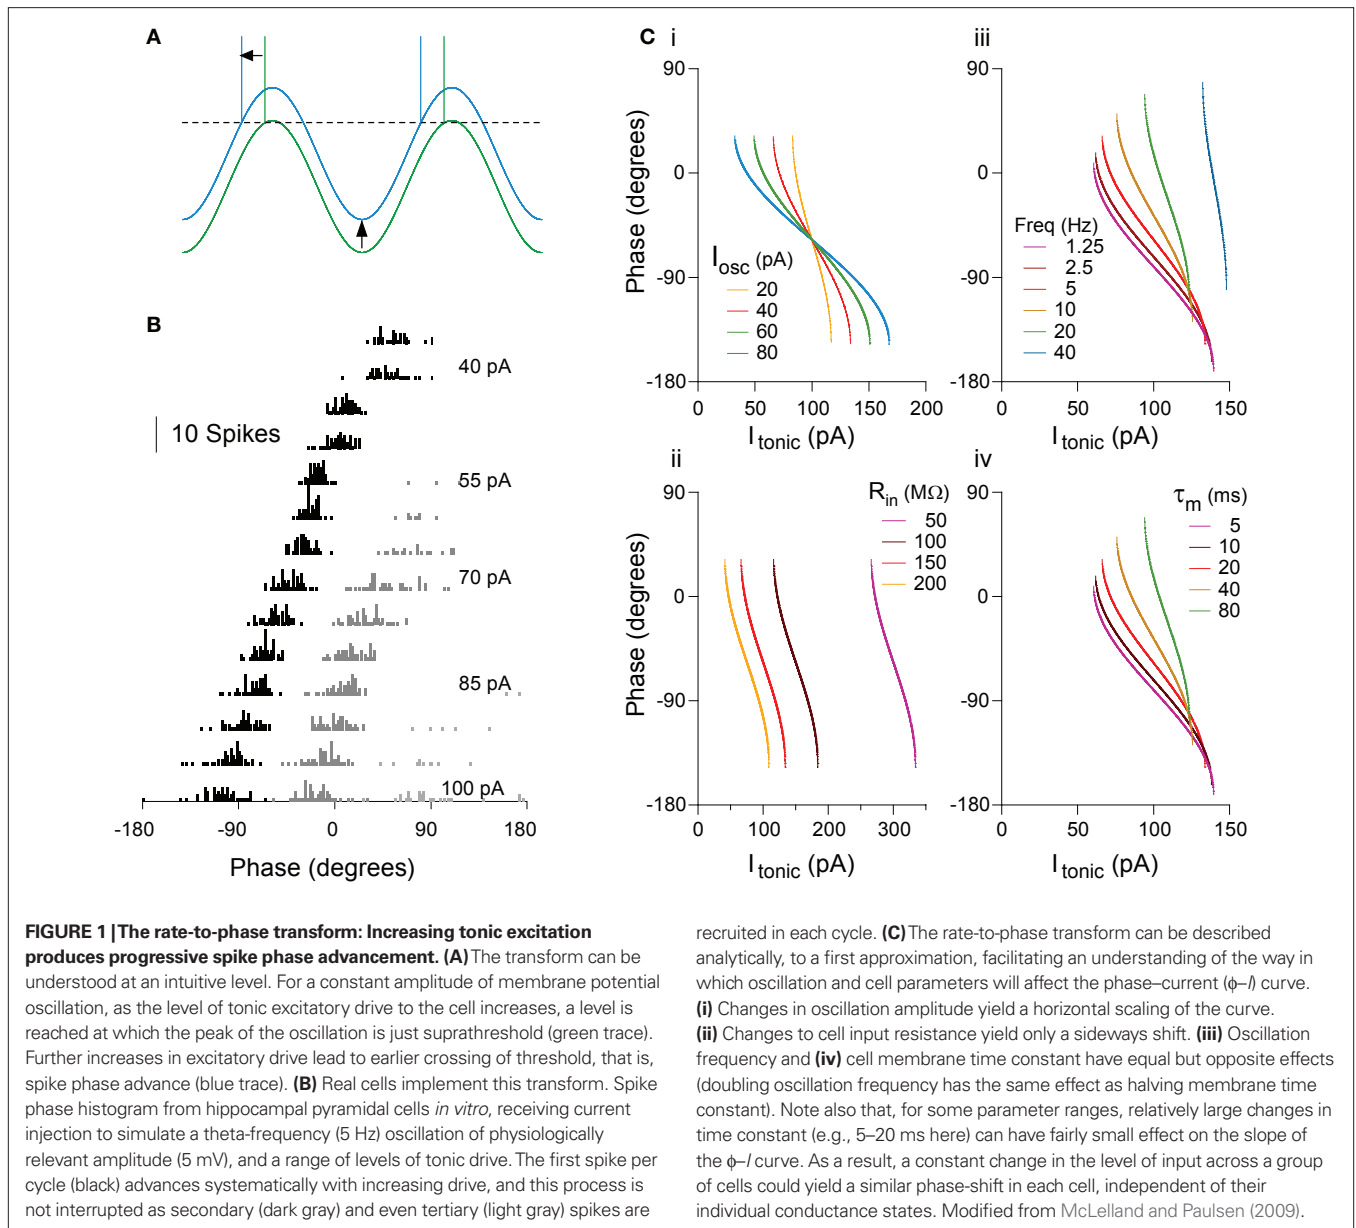 A
B
10 Spikes
40 pA
55 pA
70 pA
85 pA
100 pA
-180 -90 0 90 180
Phase (degrees)
C i
90
0
-90
-180
Phase (degrees)
I osc (pA)
20
40
60
80
0 50 100 150 200
I tonic (pA)
iii
90
0
-90
-180
Freq (Hz)
1.25
2.5
5
10
20
40
0 50 100 150
I tonic (pA)
ii
90
0
-90
-180
Phase (degrees)
R in (MΩ)
50
100
150
200
0 100 200 300
I tonic (pA)
iv
90
0
-90
-180
τ m (ms)
5
10
20
40
80
0 50 100 150
I tonic (pA)
FIGURE 1 | The rate-to-phase transform: Increasing tonic excitation
produces progressive spike phase advancement. (A) The transform can be
understood at an intuitive level. For a constant amplitude of membrane potential
oscillation, as the level of tonic excitatory drive to the cell increases, a level is
reached at which the peak of the oscillation is just suprathreshold (green trace).
Further increases in excitatory drive lead to earlier crossing of threshold, that is,
spike phase advance (blue trace). (B) Real cells implement this transform. Spike
phase histogram from hippocampal pyramidal cells in vitro, receiving current
injection to simulate a theta-frequency (5 Hz) oscillation of physiologically
relevant amplitude (5 mV), and a range of levels of tonic drive. The first spike per
cycle (black) advances systematically with increasing drive, and this process is
not interrupted as secondary (dark gray) and even tertiary (light gray) spikes are
recruited in each cycle. (C) The rate-to-phase transform can be described
analytically, to a first approximation, facilitating an understanding of the way in
which oscillation and cell parameters will affect the phase–current (ϕ–I) curve.
(i) Changes in oscillation amplitude yield a horizontal scaling of the curve.
(ii) Changes to cell input resistance yield only a sideways shift. (iii) Oscillation
frequency and (iv) cell membrane time constant have equal but opposite effects
(doubling oscillation frequency has the same effect as halving membrane time
constant). Note also that, for some parameter ranges, relatively large changes in
time constant (e.g., 5–20 ms here) can have fairly small effect on the slope of
the ϕ–I curve. As a result, a constant change in the level of input across a group
of cells could yield a similar phase-shift in each cell, independent of their
individual conductance states. Modified from McLelland and Paulsen (2009).